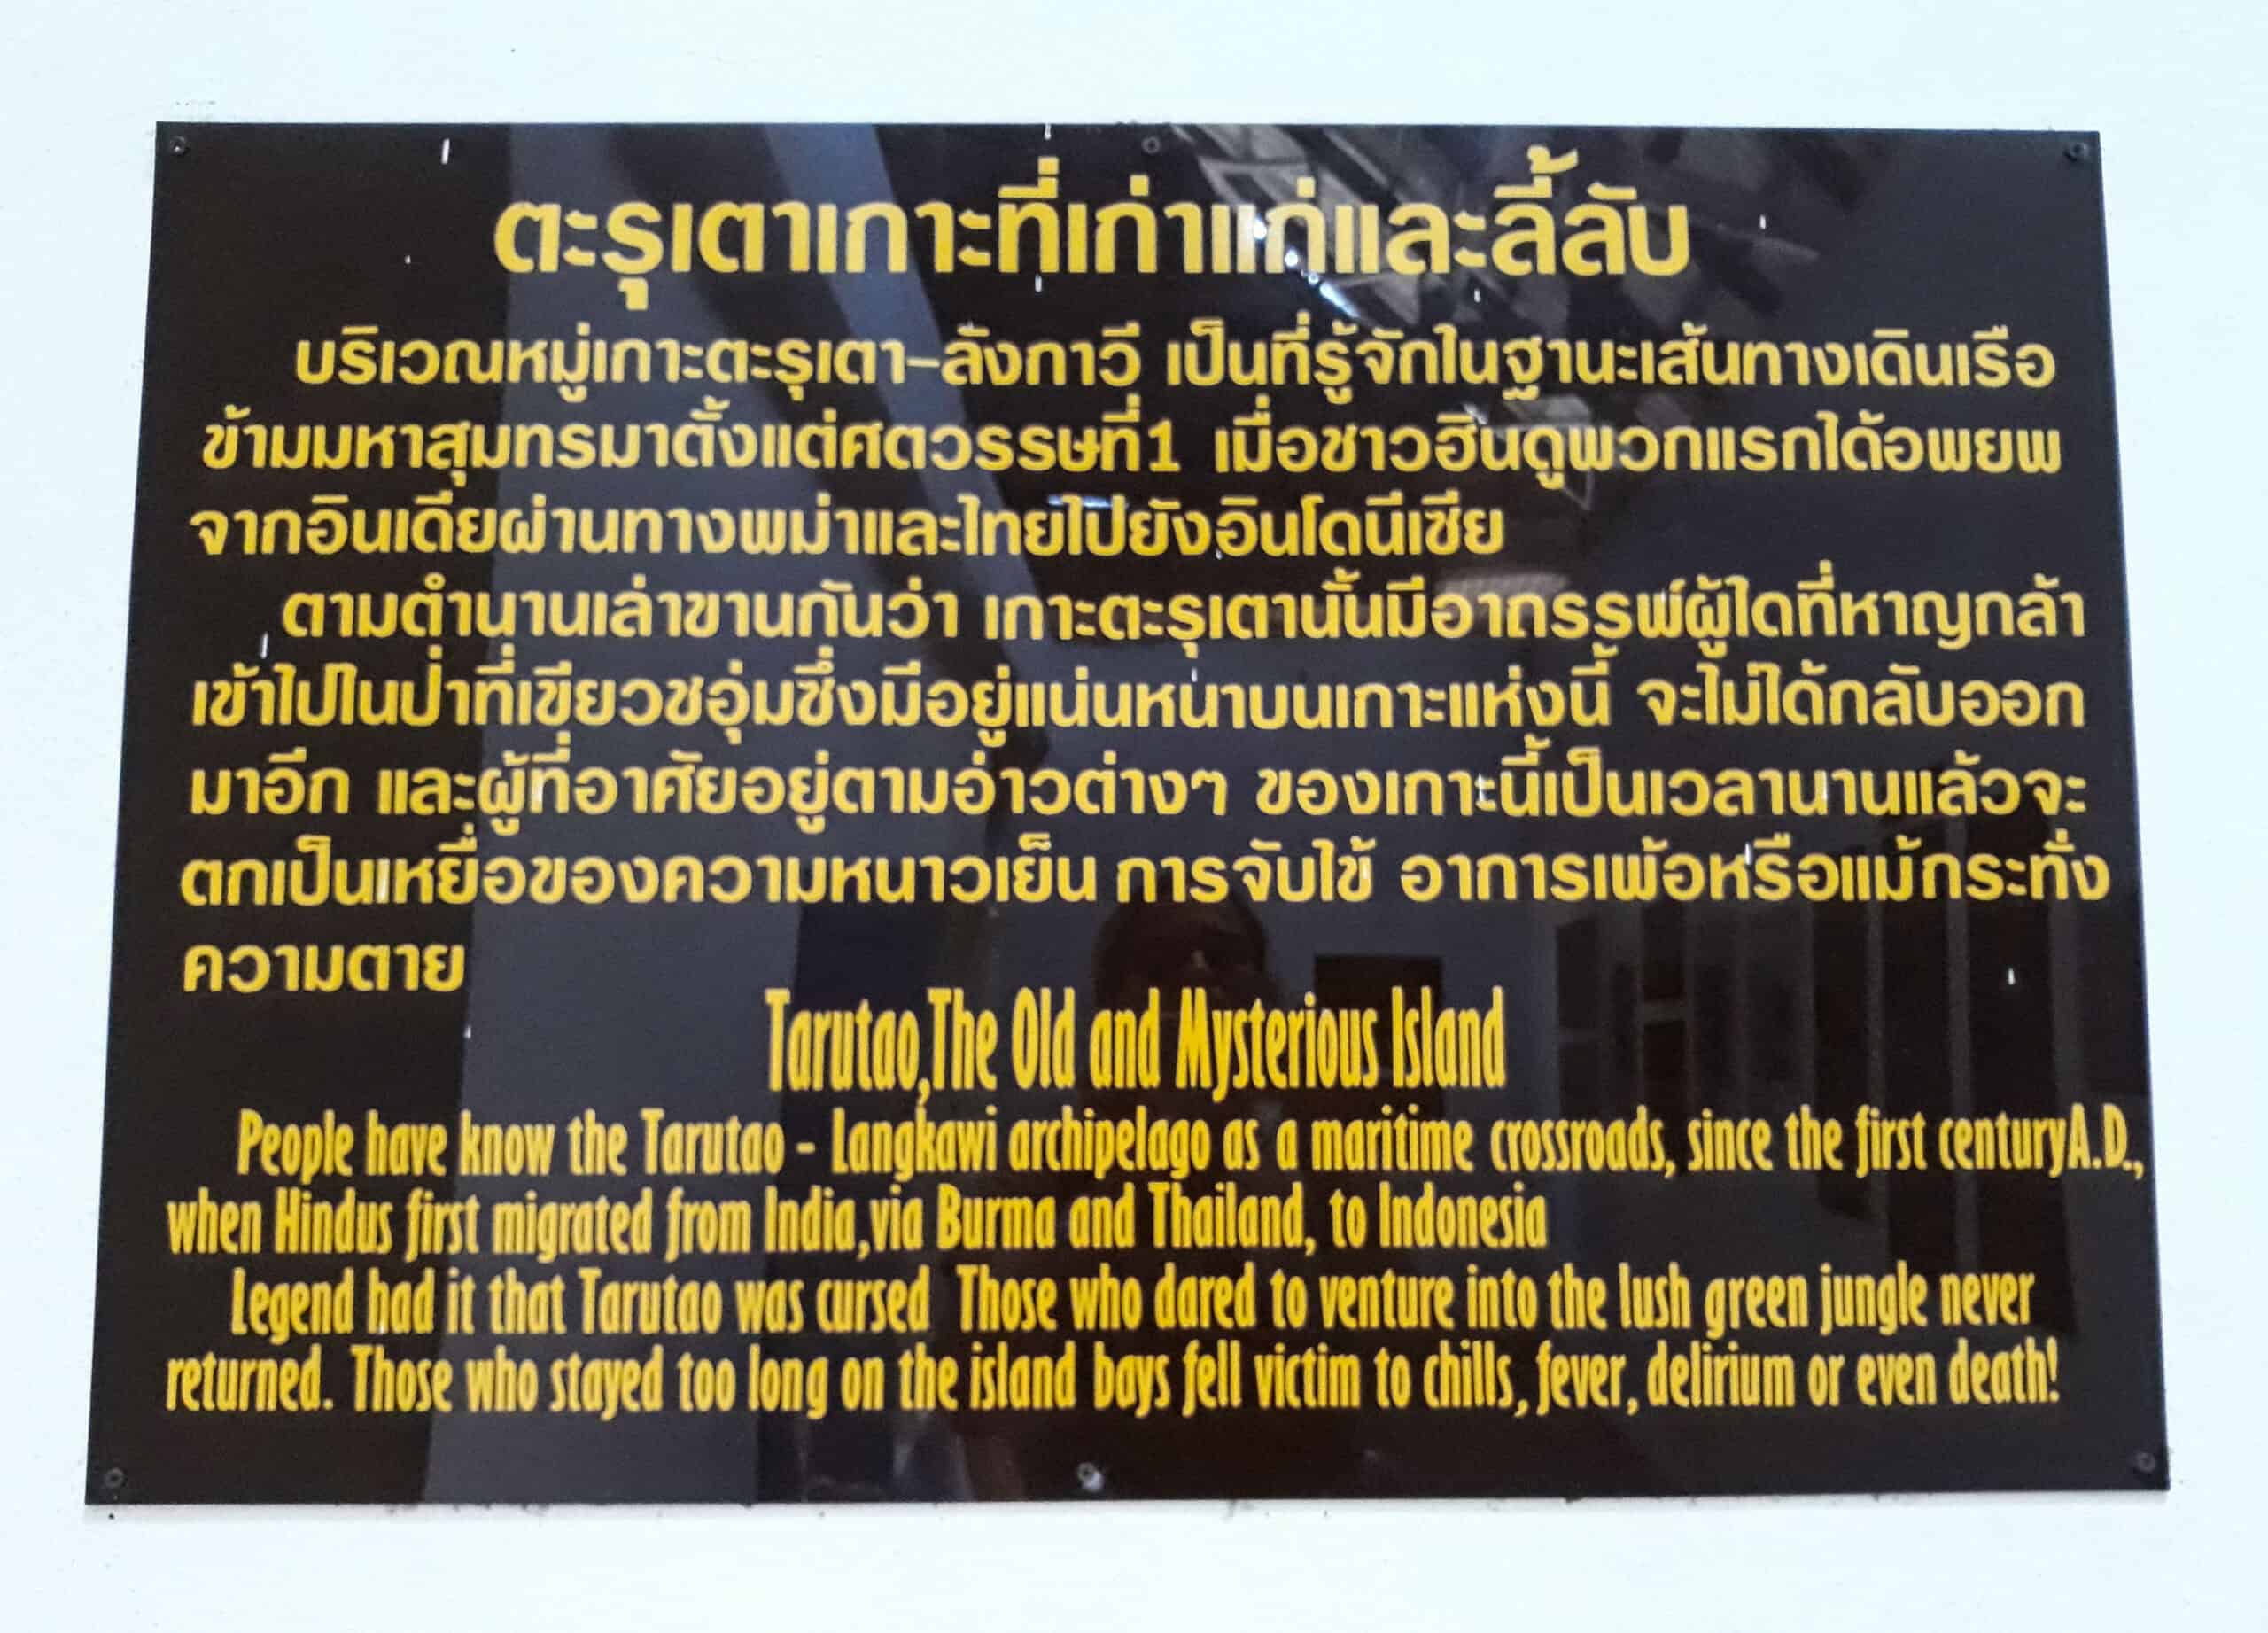 ตะรุเตาเกาะที่เก่าแก่และลี้ลับ
บริเวณหมู่เกาะตะรุเตา-ลังกาวี เป็นที่รู้จักในฐานะเส้นทางเดินเรือ
ข้ามมหาสุมทรมาตั้งแต่ศตวรรษที่1 เมื่อชาวฮินดูพวกแรกได้อพยพ
จากอินเดียผ่านทางพม่าและไทยไปยังอินโดนีเซีย
ตามตำนานเล่าขานกันว่า เกาะตะรุเตานั้นมีอาถรรพ์ผู้ใดที่หาญกล้า
เข้าไปในป่าที่เขียวชอุ่มซึ่งมีอยู่แน่นหนาบนเกาะแห่งนี้ จะไม่ได้กลับออก
มาอีก และผู้ที่อาศัยอยู่ตามอ่าวต่างๆ ของเกาะนี้เป็นเวลานานแล้วจะ
ตกเป็นเหยื่อของความหนาวเย็น การจับไข้ อาการเพ้อหรือแม้กระทั่ง
ความตาย
Tarutao,The Old and Mysterious Island
People have know the Tarutao - Langkawi archipelago as a maritime crossroads, since the first centuryA.D.,
when Hindus first migrated from India,via Burma and Thailand, to Indonesia
Legend had it that Tarutao was cursed Those who dared to venture into the lush green jungle never
returned. Those who stayed too long on the island bays fell victim to chills, fever, delirium or even death!